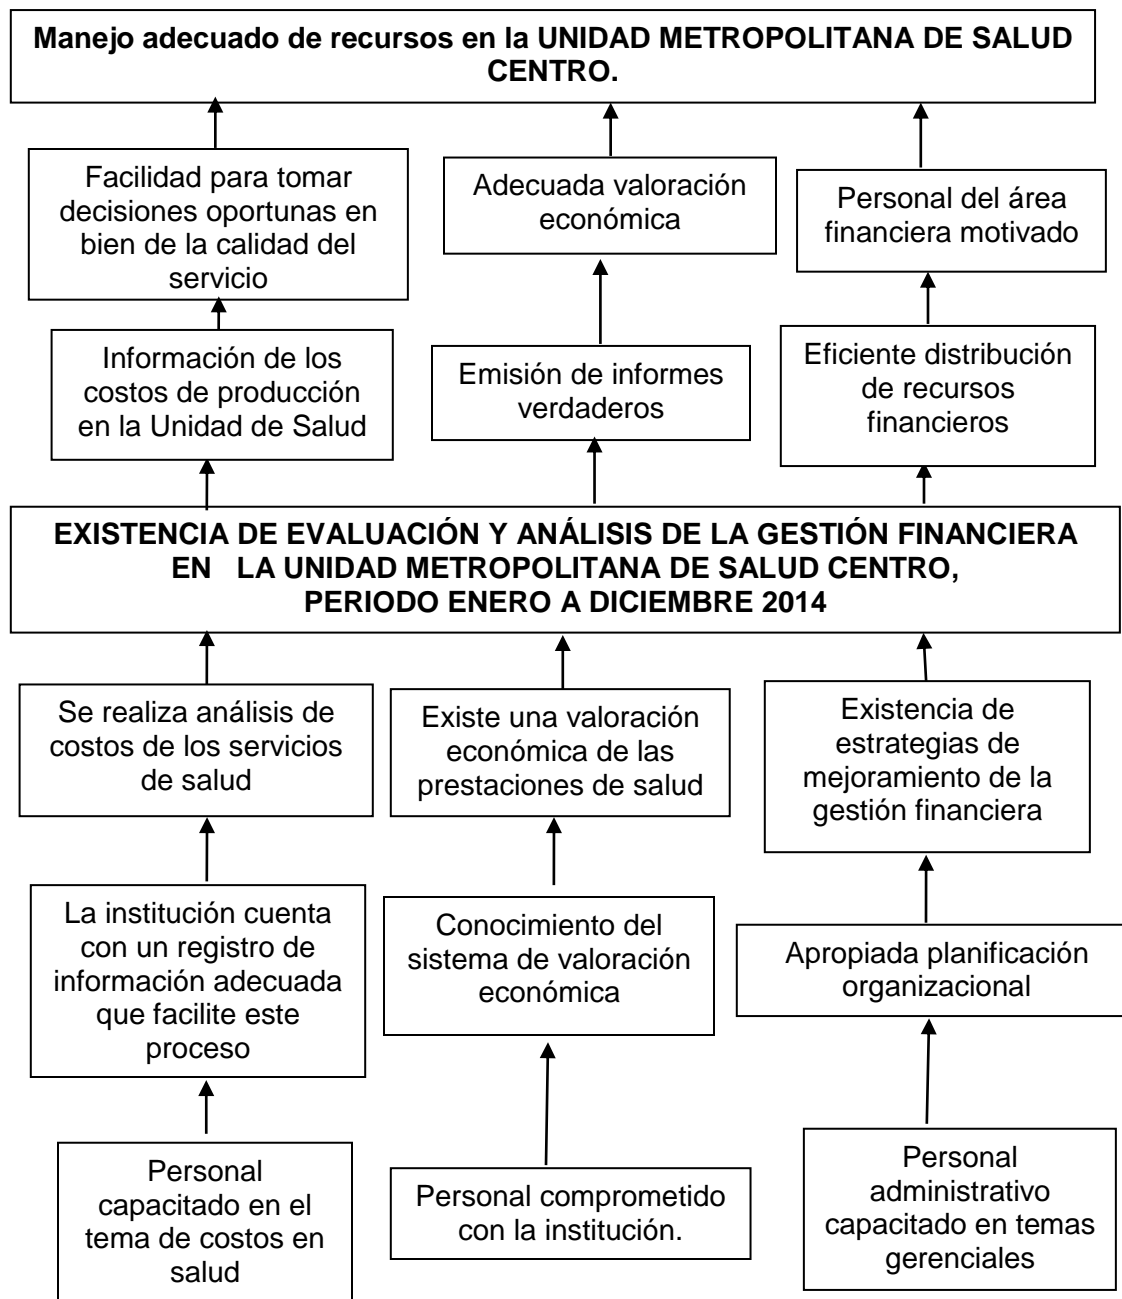 Manejo adecuado de recursos en la UNIDAD METROPOLITANA DE SALUD
CENTRO.
Facilidad para tomar
decisiones oportunas en
bien de la calidad del
servicio
Adecuada valoración
económica
Personal del área
financiera motivado
Información de los
costos de producción
en la Unidad de Salud
Emisión de informes
verdaderos
Eficiente distribución
de recursos
financieros
EXISTENCIA DE EVALUACIÓN Y ANÁLISIS DE LA GESTIÓN FINANCIERA
EN LA UNIDAD METROPOLITANA DE SALUD CENTRO,
PERIODO ENERO A DICIEMBRE 2014
Se realiza análisis de
costos de los servicios
de salud
Existe una valoración
económica de las
prestaciones de salud
Existencia de
estrategias de
mejoramiento de la
gestión financiera
La institución cuenta
con un registro de
información adecuada
que facilite este
proceso
Conocimiento del
sistema de valoración
económica
Apropiada planificación
organizacional
Personal
capacitado en el
tema de costos en
salud
Personal comprometido
con la institución.
Personal
administrativo
capacitado en temas
gerenciales